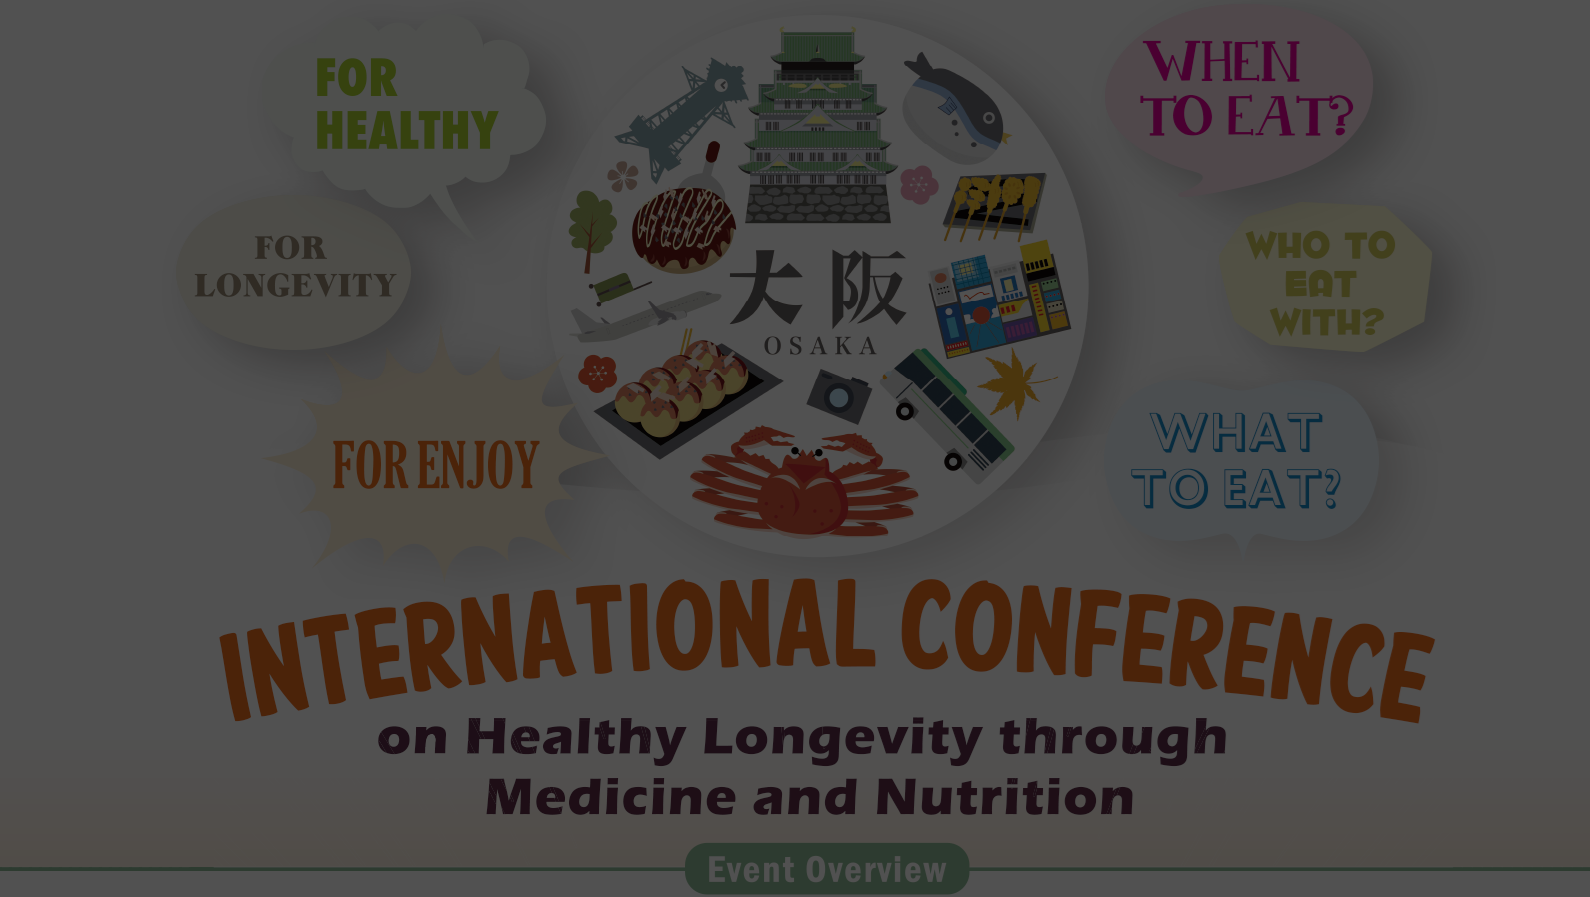 FOR
HEALTHY
WHEN
TO EAT?
FOR
LONGEVITY
大阪
OSAKA
WHO TO
EAT
WITH?
FOR ENJOY
WHAT
TO EAT?
INTERNATIONAL CONFERENCE
on Healthy Longevity through
Medicine and Nutrition
Event Overview